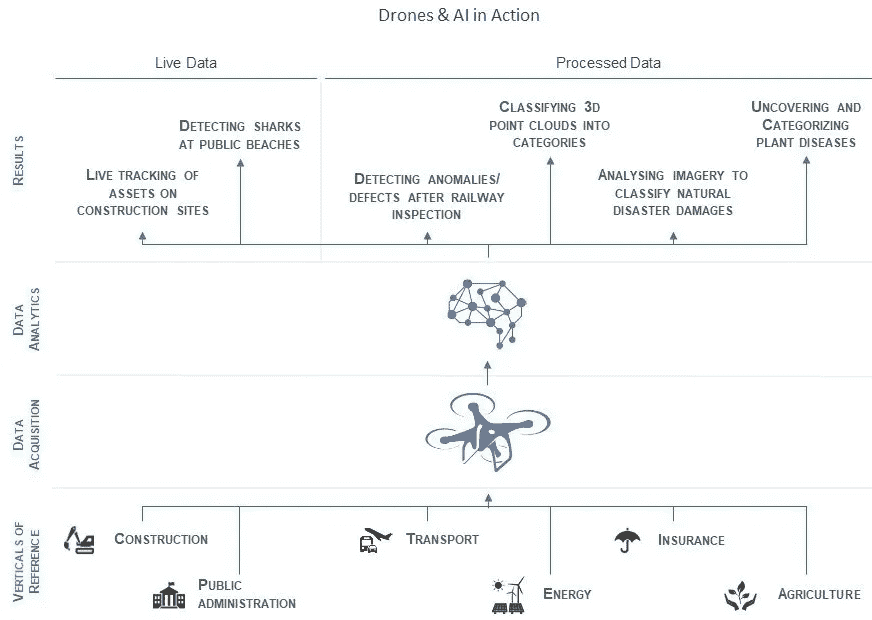 Drones & AI in Action
Live Data
Processed Data
RESULTS
DETECTING SHARKS
AT PUBLIC BEACHES
LIVE TRACKING OF
ASSETS ON
CONSTRUCTION SITES
CLASSIFYING 3D
POINT CLOUDS INTO
CATEGORIES
DETECTING ANOMALIES/
DEFECTS AFTER RAILWAY
INSPECTION
UNCOVERING AND
CATEGORIZING
PLANT DISEASES
ANALYSING IMAGERY TO
CLASSIFY NATURAL
DISASTER DAMAGES
DATA
ANALYTICS
DATA
ACQUISITION
VERTICALS OF
REFERENCE
CONSTRUCTION
TRANSPORT
INSURANCE
PUBLIC
ADMINISTRATION
ENERGY
AGRICULTURE